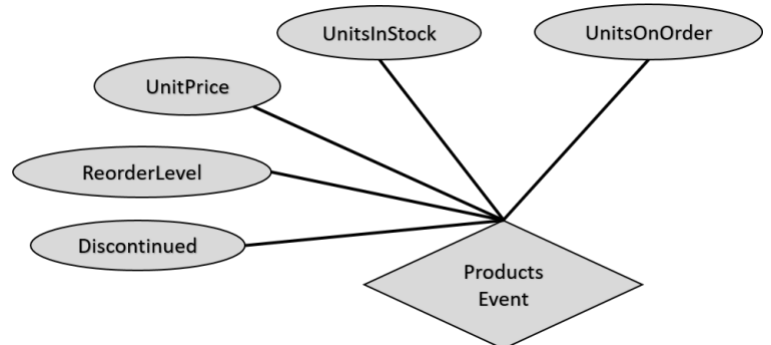 UnitsInStock
UnitsOnOrder
UnitPrice
ReorderLevel
Discontinued
Products
Event